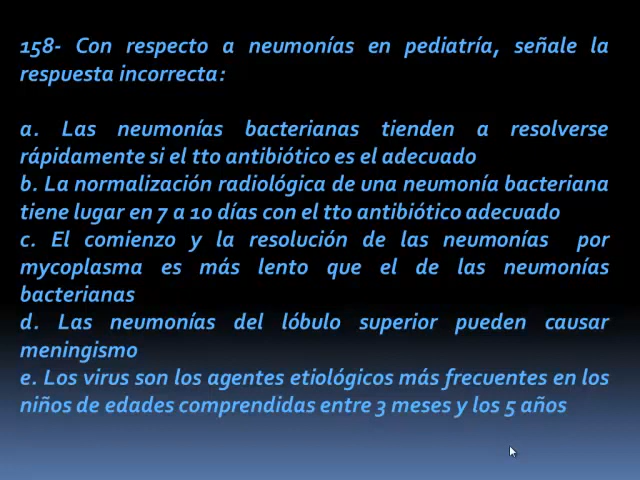 158- Con respecto a neumonías en pediatría, señale la
respuesta incorrecta:
a. Las neumonías bacterianas tienden a resolverse
rápidamente si el tto antibiótico es el adecuado
b. La normalización radiológica de una neumonía bacteriana
tiene lugar en 7 a 10 días con el tto antibiótico adecuado
c. El comienzo y la resolución de las neumonías por
mycoplasma es más lento que el de las neumonías
bacterianas
d. Las neumonías del lóbulo superior pueden causar
meningismo
e. Los virus son los agentes etiológicos más frecuentes en los
niños de edades comprendidas entre 3 meses y los 5 años